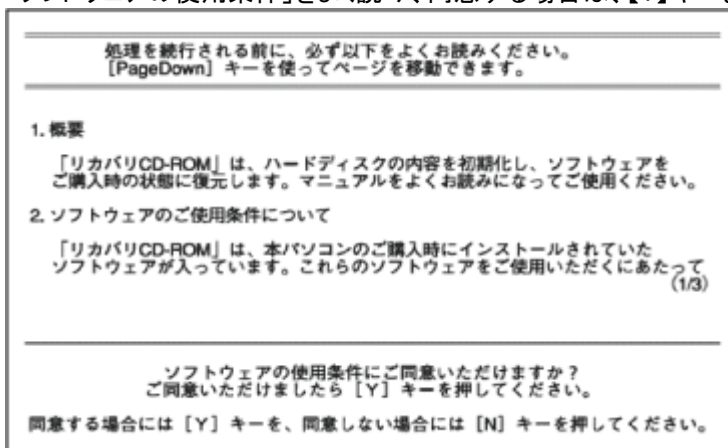 処理を続行される前に、必ず以下をよくお読みください。
［PageDown］キーを使ってページを移動できます。
1. 概要
「リカバリCD-ROM」は、ハードディスクの内容を初期化し、ソフトウェアを
ご購入時の状態に復元します。マニュアルをよくお読みになってご使用ください。
2. ソフトウェアのご使用条件について
「リカバリCD-ROM」は、本パソコンのご購入時にインストールされていた
ソフトウェアが入っています。これらのソフトウェアをご使用いただくにあたって
(1/3)
ソフトウェアの使用条件にご同意いただけますか？
ご同意いただけましたら［Y］キーを押してください。
同意する場合には［Y］キーを、同意しない場合には［N］キーを押してください。